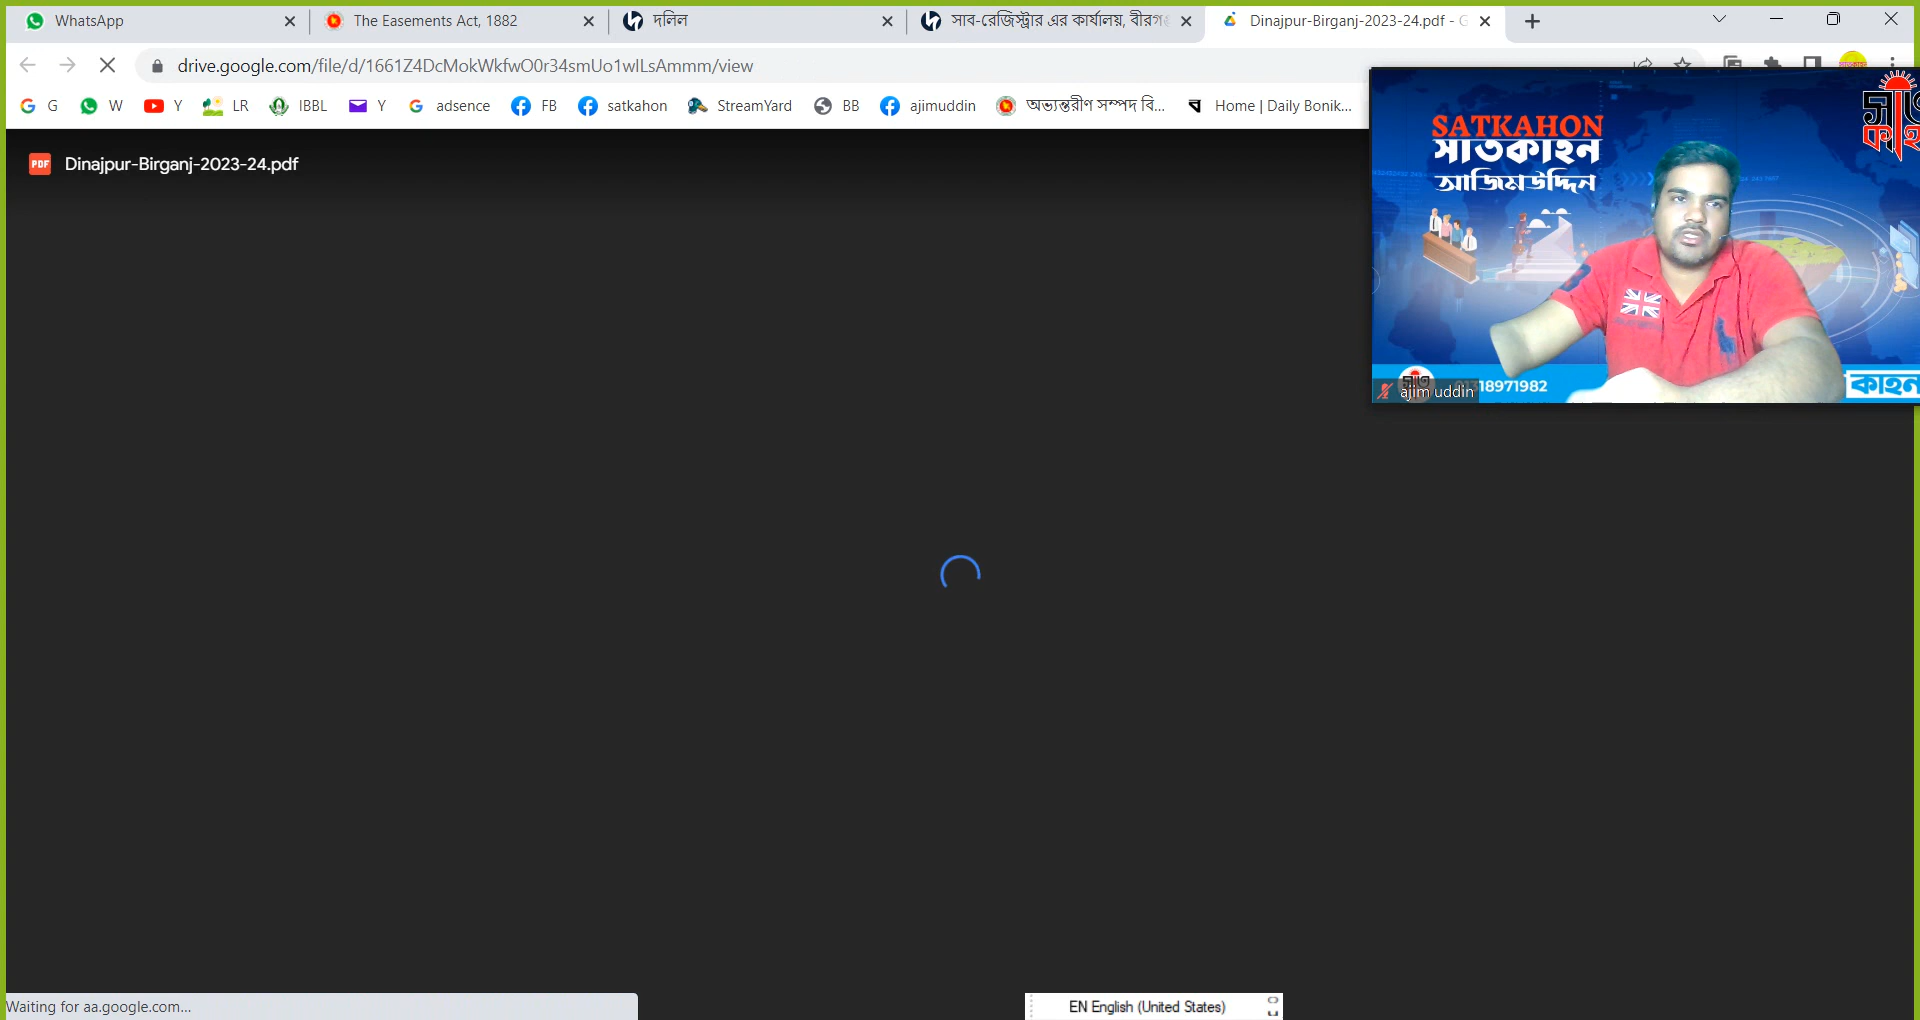 WhatsApp
The Easements Act, 1882
দলিল
সাব-রেজিস্ট্রার এর কার্যালয়, বীরগঞ
Dinajpur-Birganj-2023-24.pdf - G
drive.google.com/file/d/1661Z4DcMokWkfwO0r34smUo1wILsAmmm/view
G W Y LR IBBL Y adsence FB satkahon StreamYard BB ajimuddin অভ্যন্তরীণ সম্পদ বি... Home | Daily Bonik...
PDF Dinajpur-Birganj-2023-24.pdf
SATKAHON
সাতকাহন
আজিমউদ্দিন
সাত
কাহ
18971982
কাহন
ajim uddin
Waiting for aa.google.com...
EN English (United States)